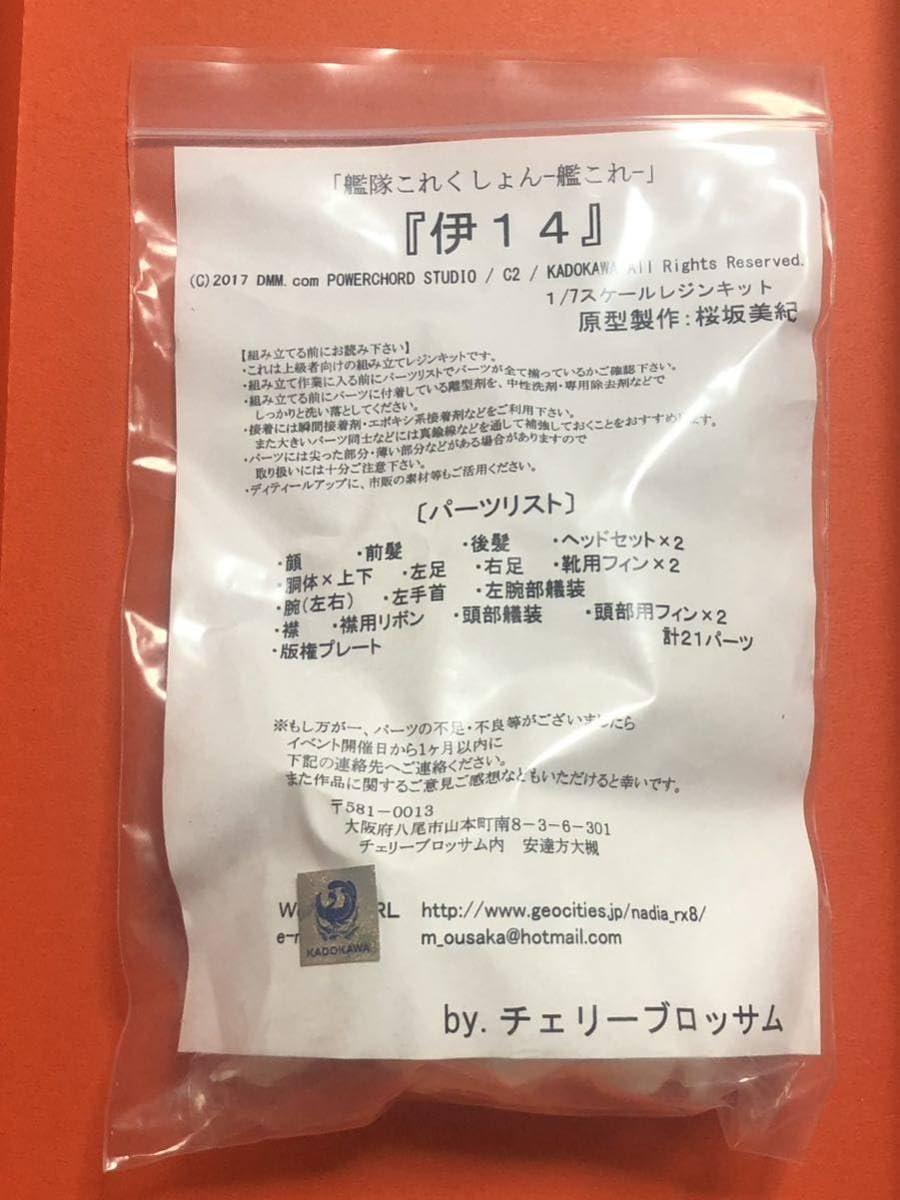 「艦隊これくしょん-艦これ-」
『伊１４』
(C)2017 DMM.com POWERCHORD STUDIO / C2 / KADOKAWA All Rights Reserved.
1/7スケールレジンキット
原型製作:桜坂美紀
【組み立てる前にお読み下さい】
・これは上級者向けの組み立てレジンキットです。
・組み立て作業に入る前にパーツリストでパーツが全て揃っているかご確認下さい。
・組み立てる前にパーツに付着している離型剤を、中性洗剤・専用除去剤などで
しっかりと洗い落としてください。
・接着には瞬間接着剤・エポキシ系接着剤などをご利用下さい。
また大きいパーツ同士などには真鍮線などを通して補強しておくことをおすすめします。
・パーツには尖った部分・薄い部分などがある場合がありますので
取り扱いには十分ご注意下さい。
・ディティールアップに、市販の素材等もご活用ください。
〔パーツリスト〕
・顔 ・前髪 ・後髪 ・ヘッドセット×2
・胴体×上下 ・左足 ・右足 ・靴用フィン×2
・腕(左右) ・左手首 ・左腕部艤装
・襟 ・襟用リボン ・頭部艤装 ・頭部用フィン×2
・版権プレート 計21パーツ
※もし万が一、パーツの不足・不良等がございましたら
イベント開催日から1ヶ月以内に
下記の連絡先へご連絡ください。
また作品に関するご意見ご感想などもいただけると幸いです。
〒581-0013
大阪府八尾市山本町南8-3-6-301
チェリーブロッサム内 安達方大槻
RL http://www.geocities.jp/nadia_rx8/
m_ousaka@hotmail.com
KADOKAWA
by.チェリーブロッサム